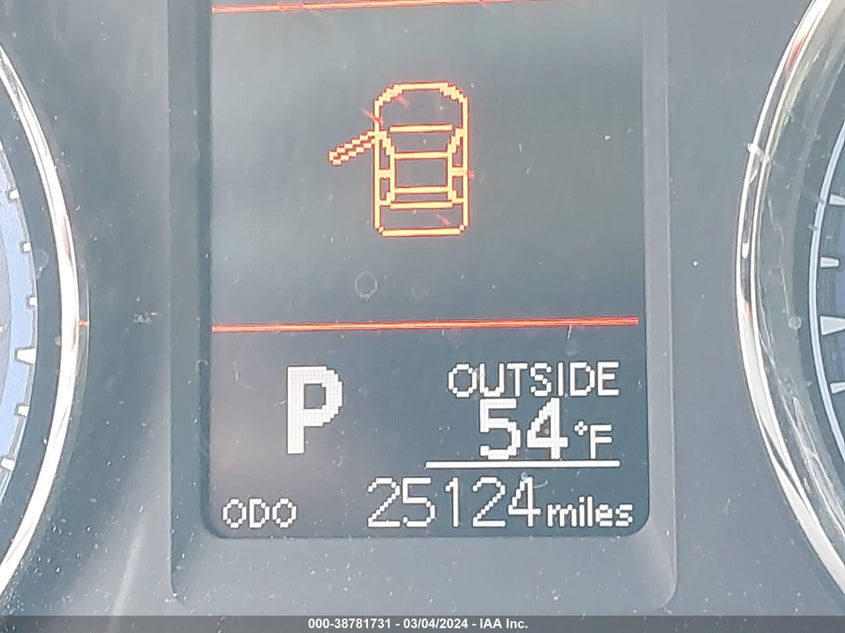 OUTSIDE
P 54°F
ODO 25124 miles
000-38781731 - 03/04/2024 - IAA Inc.